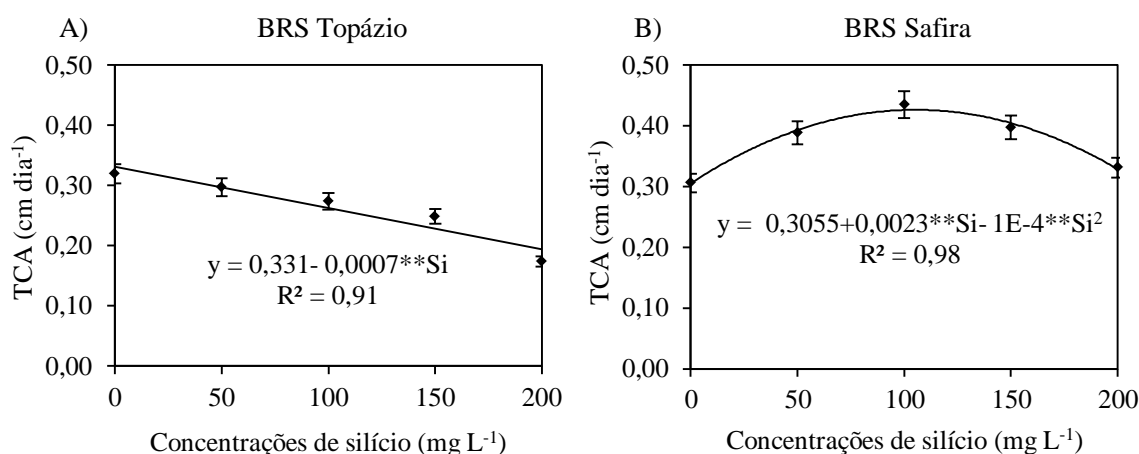 A) BRS Topázio
TCA (cm dia⁻¹)
0,50
0,40
0,30
0,20
0,10
0,00
y = 0,331- 0,0007**Si
R² = 0,91
0 50 100 150 200
Concentrações de silício (mg L⁻¹)
B) BRS Safira
TCA (cm dia⁻¹)
0,50
0,40
0,30
0,20
0,10
0,00
y = 0,3055+0,0023**Si- 1E-4**Si²
R² = 0,98
0 50 100 150 200
Concentrações de silício (mg L⁻¹)